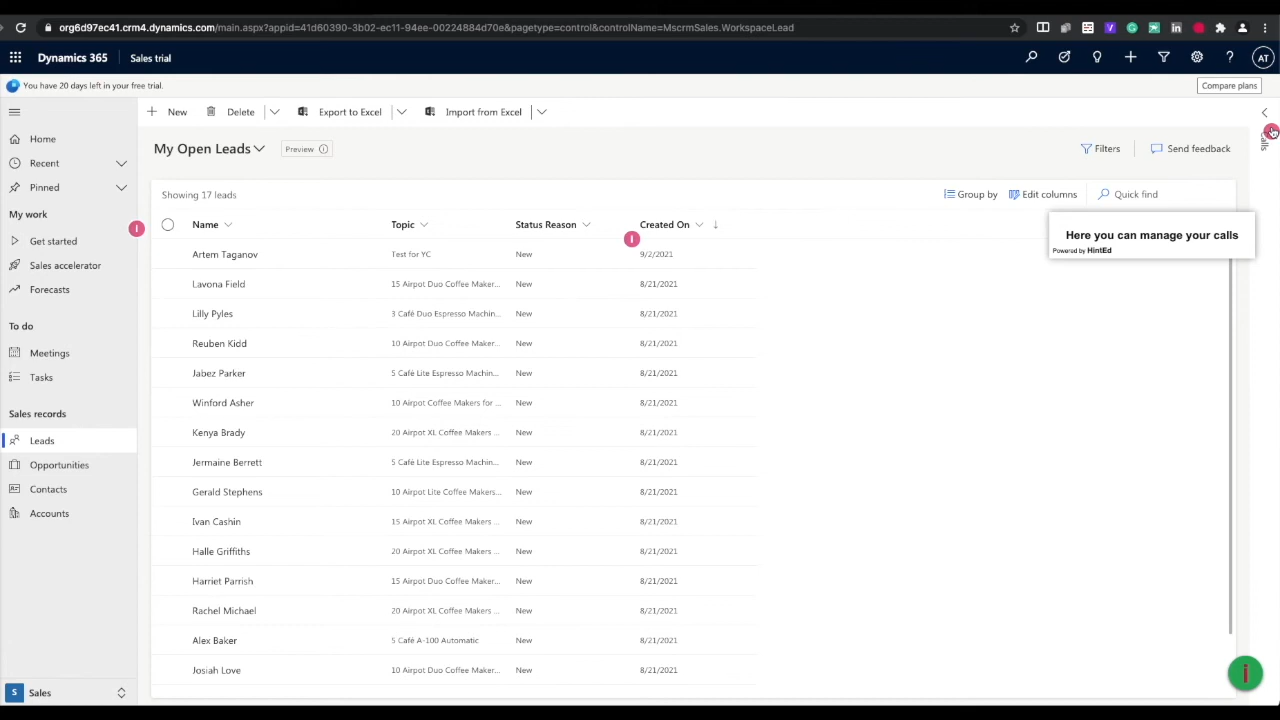 org6d97ec41.crm4.dynamics.com/main.aspx?appid=41d60390-3b02-ec11-94ee-00224884d70e&pagetype=control&controlName=MscrmSales.WorkspaceLead
Dynamics 365 Sales trial AT
You have 20 days left in your free trial. Compare plans
New Delete Export to Excel Import from Excel
Home
Recent
Pinned
My work
Get started
Sales accelerator
Forecasts
To do
Meetings
Tasks
Sales records
Leads
Opportunities
Contacts
Accounts
S Sales
My Open Leads Preview Filters Send feedback
Calls
Showing 17 leads Group by Edit columns Quick find
Name Topic Status Reason Created On
Here you can manage your calls
Powered by HintEd
Artem Taganov Test for YC New 9/2/2021
Lavona Field 15 Airpot Duo Coffee Maker... New 8/21/2021
Lilly Pyles 3 Café Duo Espresso Machin... New 8/21/2021
Reuben Kidd 10 Airpot Duo Coffee Maker... New 8/21/2021
Jabez Parker 5 Café Lite Espresso Machin... New 8/21/2021
Winford Asher 10 Airpot Coffee Makers for ... New 8/21/2021
Kenya Brady 20 Airpot XL Coffee Makers ... New 8/21/2021
Jermaine Berrett 5 Café Lite Espresso Machin... New 8/21/2021
Gerald Stephens 10 Airpot Lite Coffee Makers... New 8/21/2021
Ivan Cashin 15 Airpot XL Coffee Makers ... New 8/21/2021
Halle Griffiths 20 Airpot XL Coffee Makers ... New 8/21/2021
Harriet Parrish 15 Airpot Duo Coffee Maker... New 8/21/2021
Rachel Michael 20 Airpot XL Coffee Makers ... New 8/21/2021
Alex Baker 5 Café A-100 Automatic New 8/21/2021
Josiah Love 10 Airpot Duo Coffee Maker... New 8/21/2021